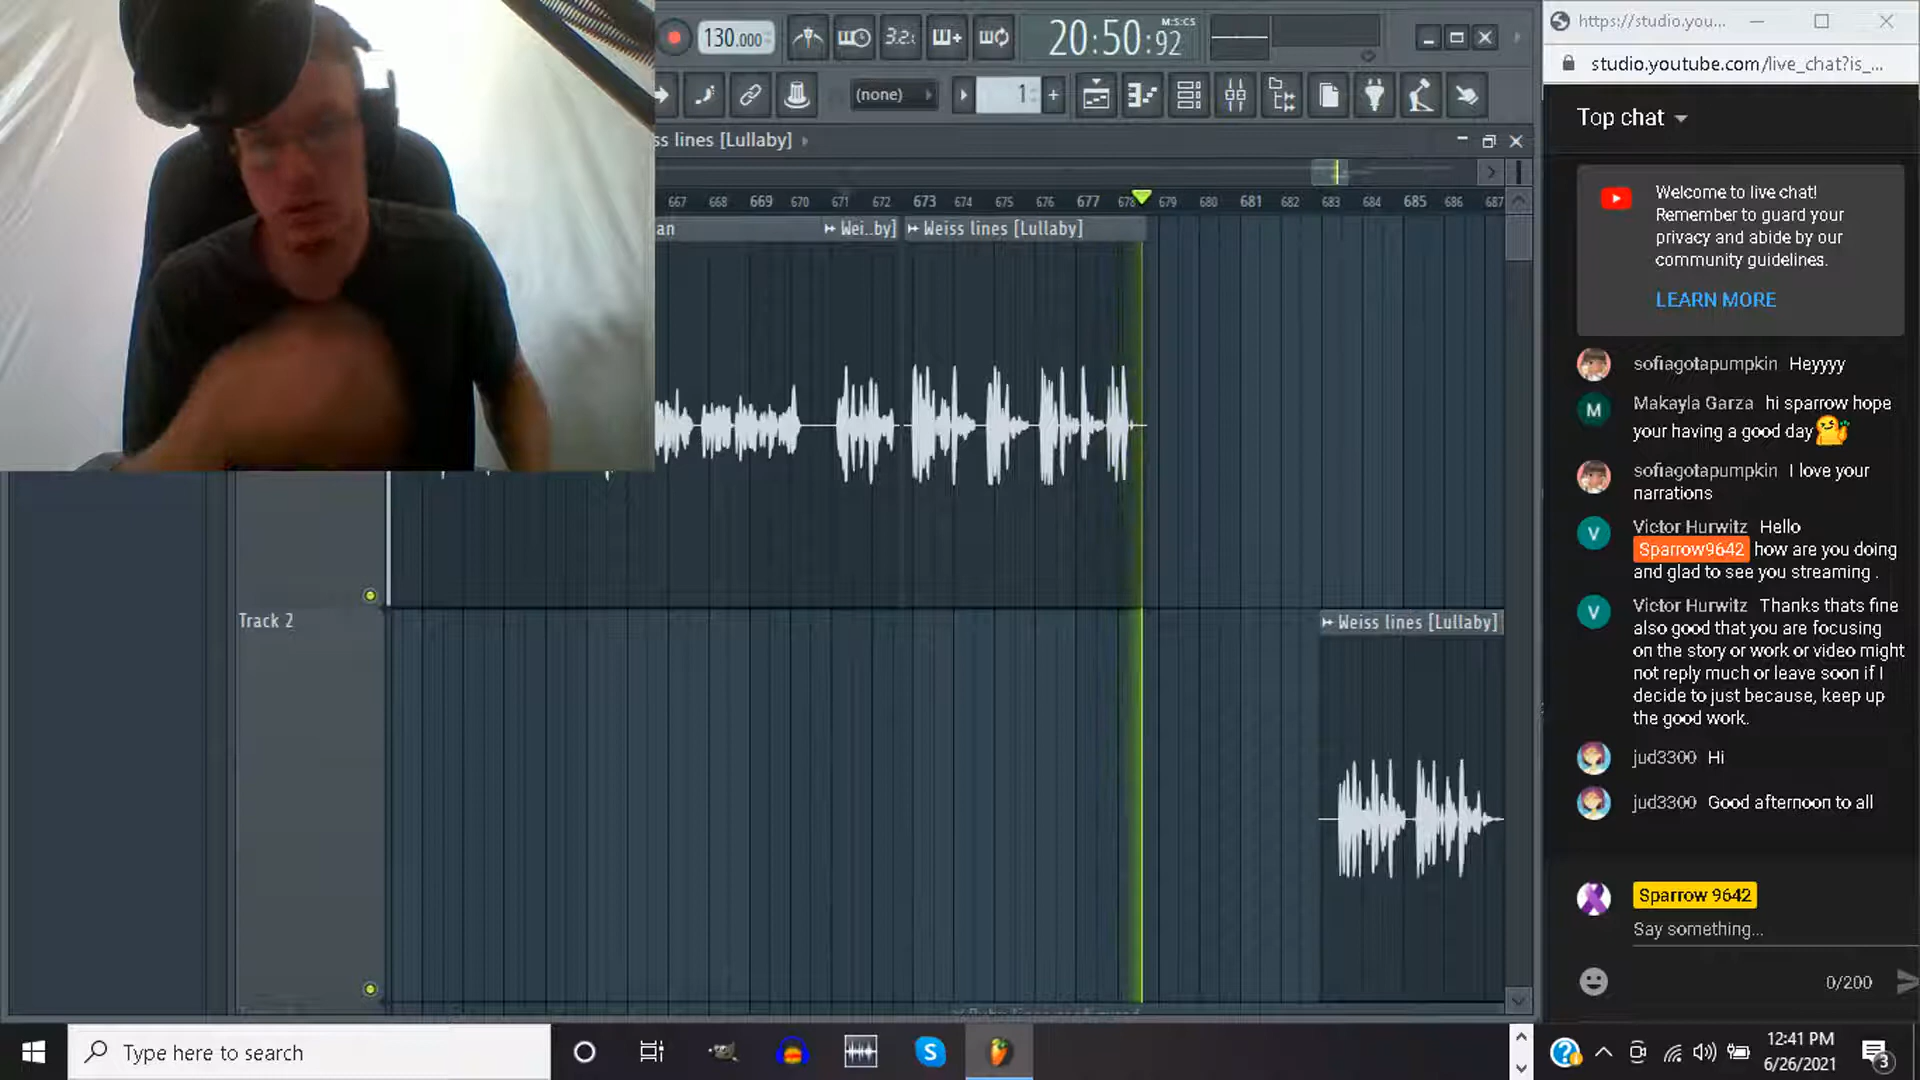 130.000
3.2:
20:50:92
M:S:CS
(none)
1
https://studio.you...
studio.youtube.com/live_chat?is_...
Top chat
ss lines [Lullaby]
667 668 669 670 671 672 673 674 675 676 677 678 679 680 681 682 683 684 685 686 687
an
Wei..by]
Weiss lines [Lullaby]
Welcome to live chat!
Remember to guard your
privacy and abide by our
community guidelines.
LEARN MORE
sofiagotapumpkin Heyyyy
M
Makayla Garza hi sparrow hope
your having a good day
sofiagotapumpkin I love your
narrations
V
Victor Hurwitz Hello
Sparrow9642 how are you doing
and glad to see you streaming .
V
Victor Hurwitz Thanks thats fine
also good that you are focusing
on the story or work or video might
not reply much or leave soon if I
decide to just because, keep up
the good work.
jud3300 Hi
jud3300 Good afternoon to all
Track 2
Weiss lines [Lullaby]
Sparrow 9642
Say something...
0/200
Type here to search
12:41 PM
6/26/2021
3